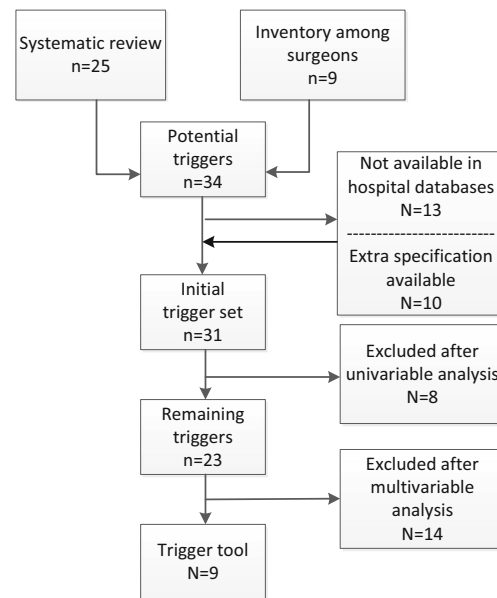 Systematic review
n=25
Inventory among
surgeons
n=9
Potential
triggers
n=34
Not available in
hospital databases
N=13
Extra specification
available
N=10
Initial
trigger set
n=31
Excluded after
univariable analysis
N=8
Remaining
triggers
n=23
Excluded after
multivariable
analysis
N=14
Trigger tool
N=9